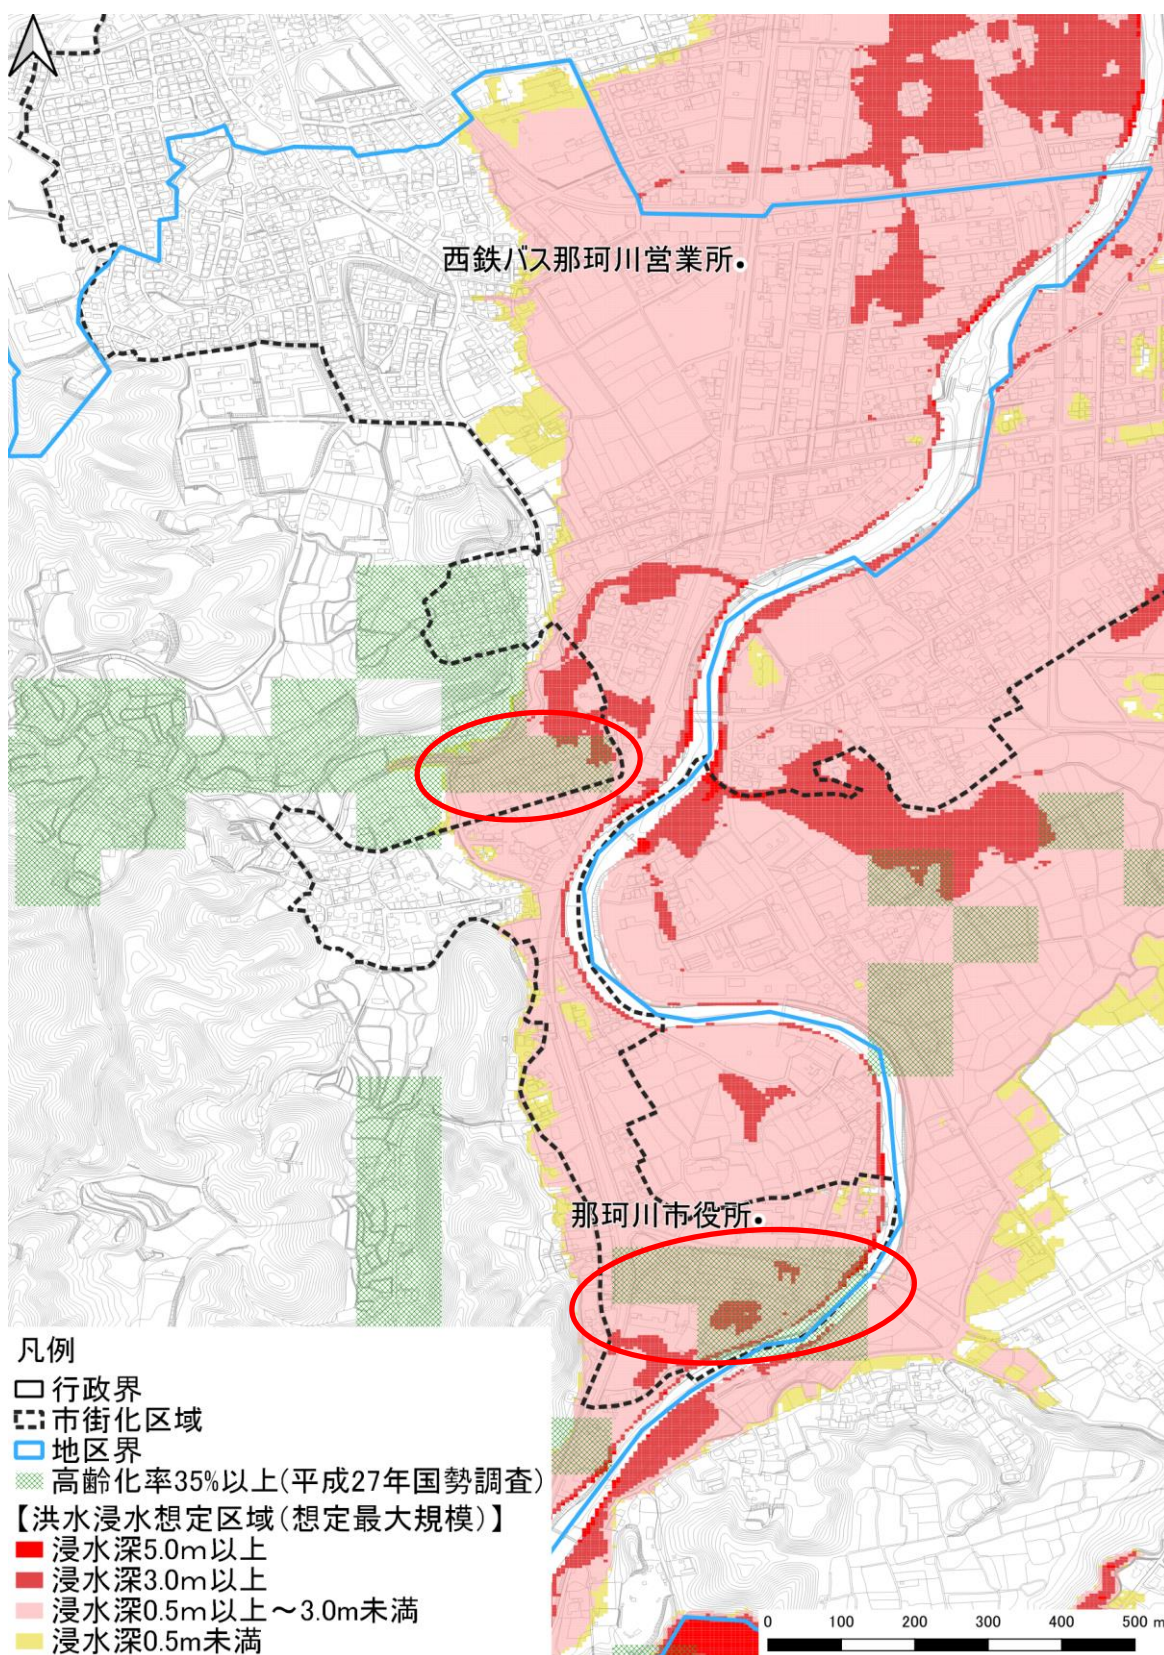 西鉄バス那珂川営業所
那珂川市役所
凡例
行政界
市街化区域
地区界
高齢化率35%以上(平成27年国勢調査)
【洪水浸水想定区域(想定最大規模)】
浸水深5.0m以上
浸水深3.0m以上
浸水深0.5m以上～3.0m未満
浸水深0.5m未満
0 100 200 300 400 500 m